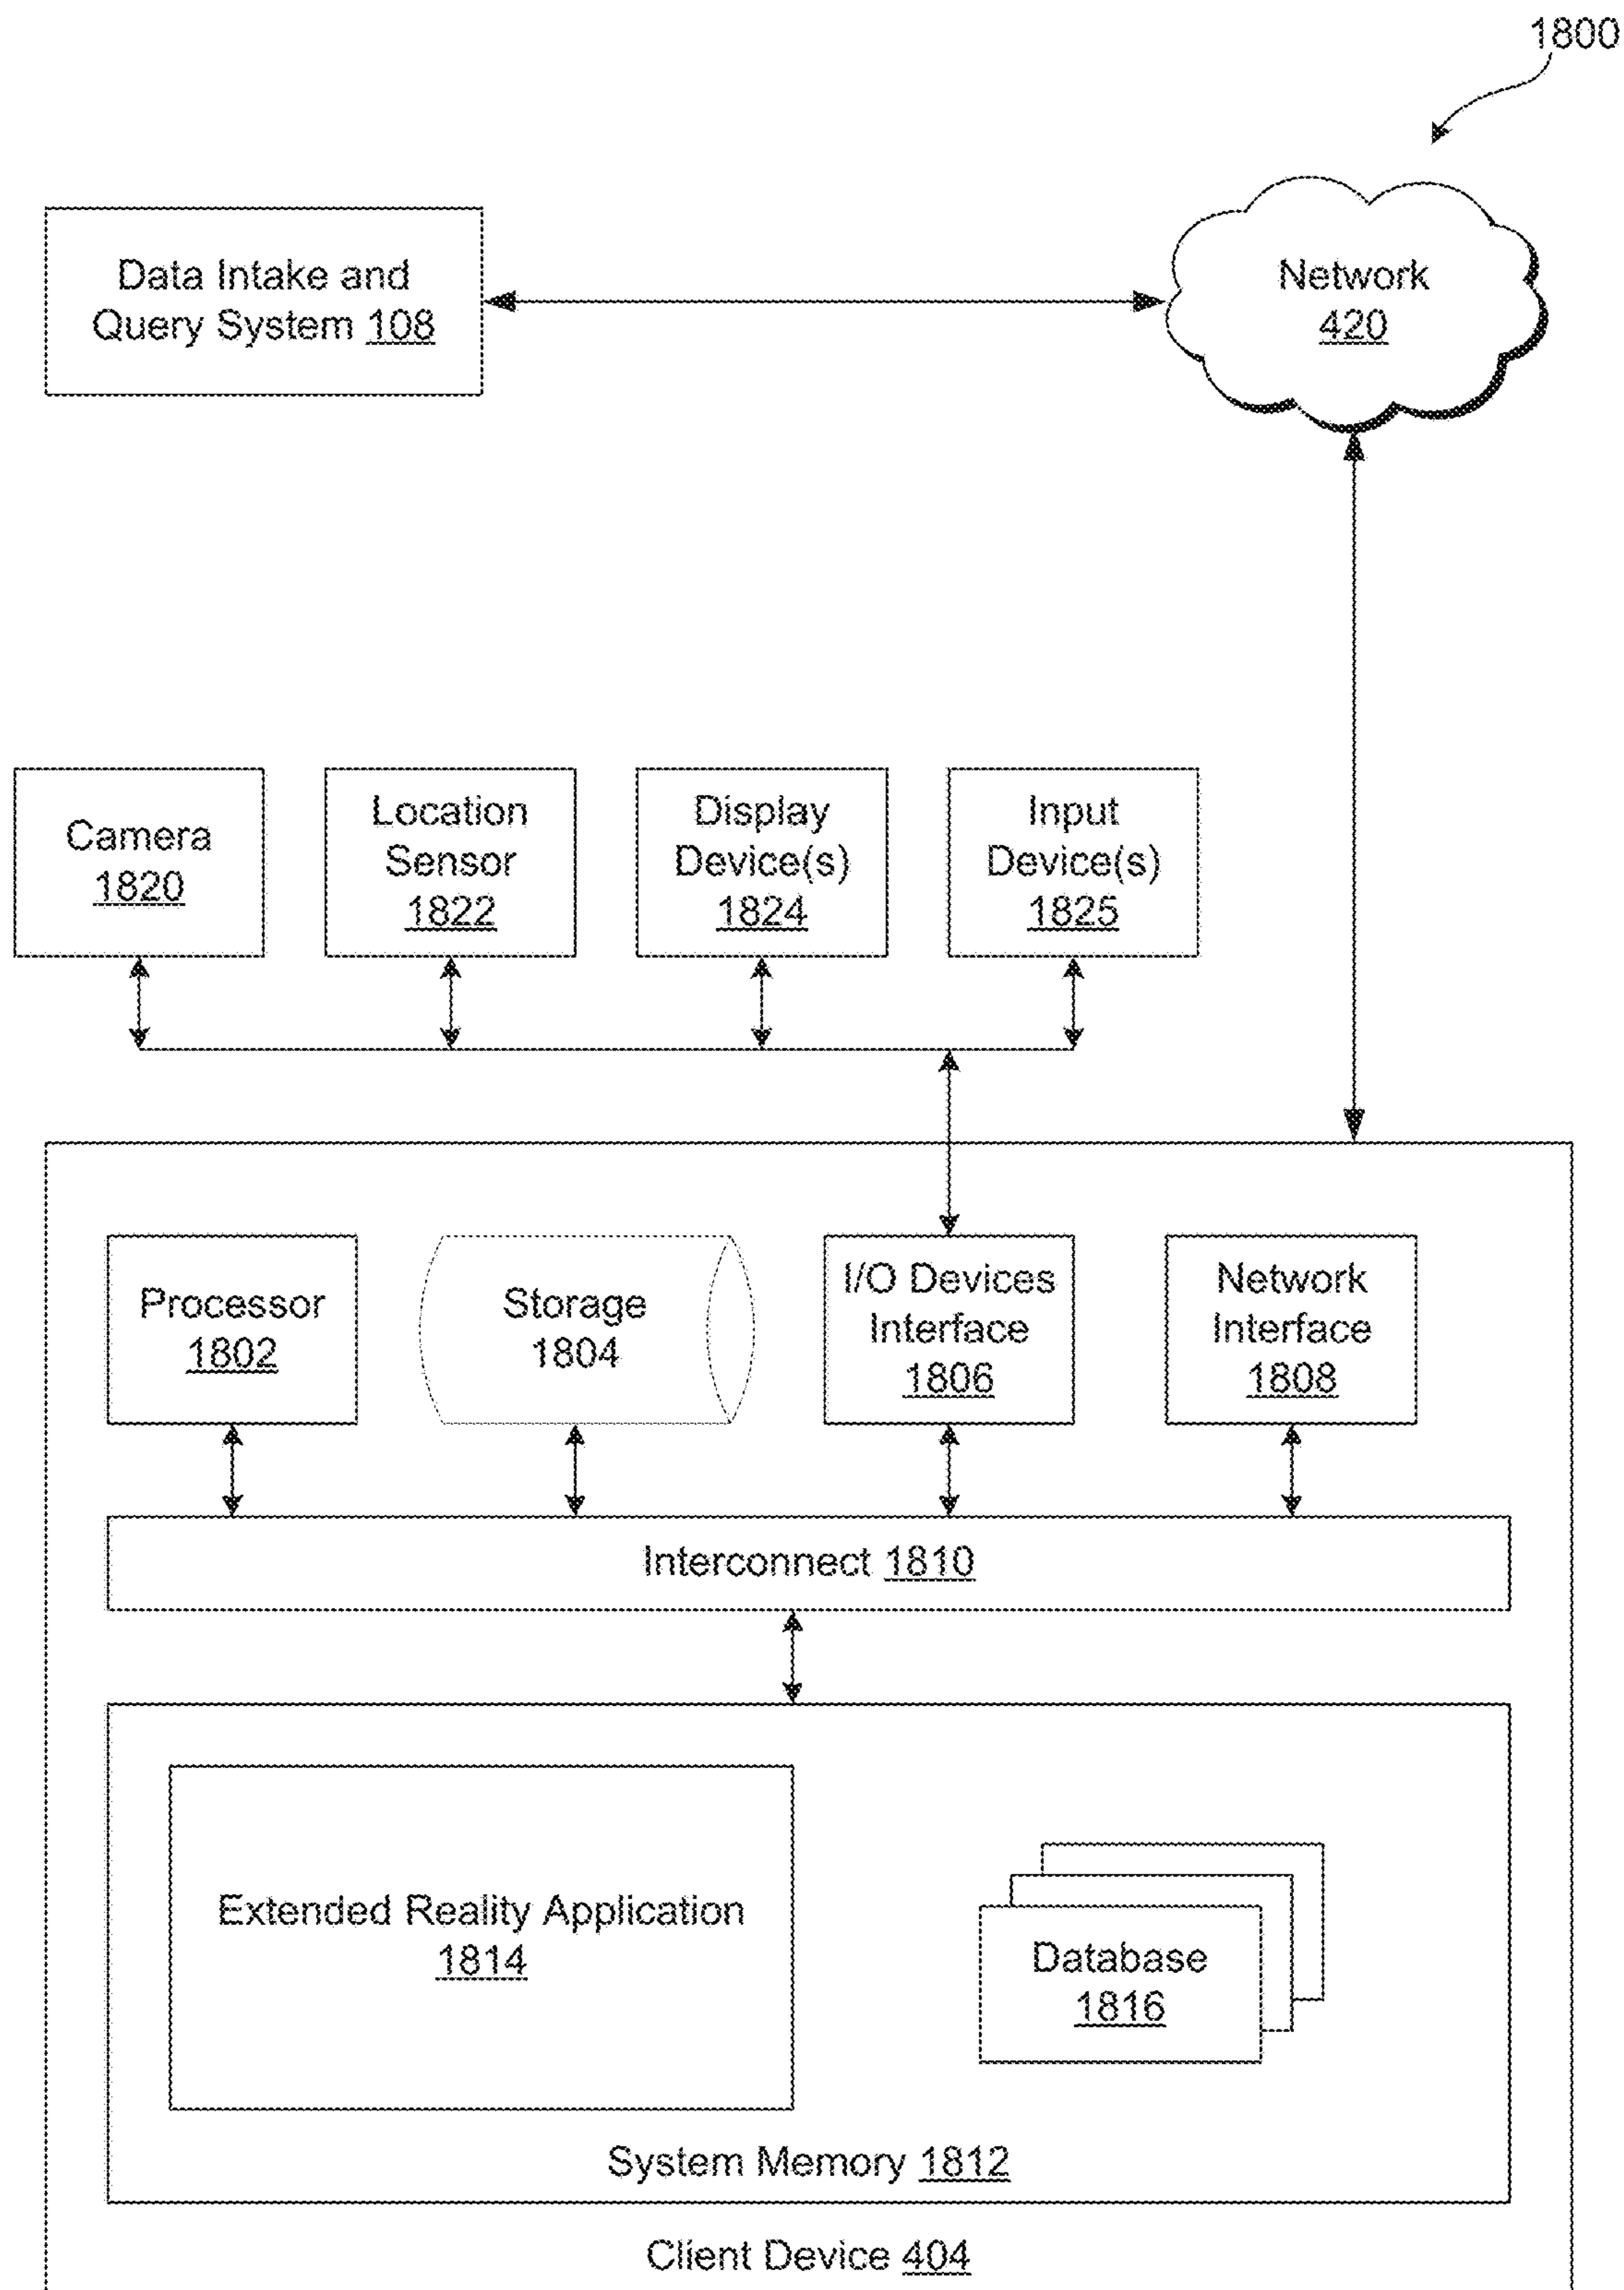 1800
Data Intake and
Query System 108
Network
420
Camera
1820
Location
Sensor
1822
Display
Device(s)
1824
Input
Device(s)
1825
Processor
1802
Storage
1804
I/O Devices
Interface
1806
Network
Interface
1808
Interconnect 1810
Extended Reality Application
1814
Database
1816
System Memory 1812
Client Device 404